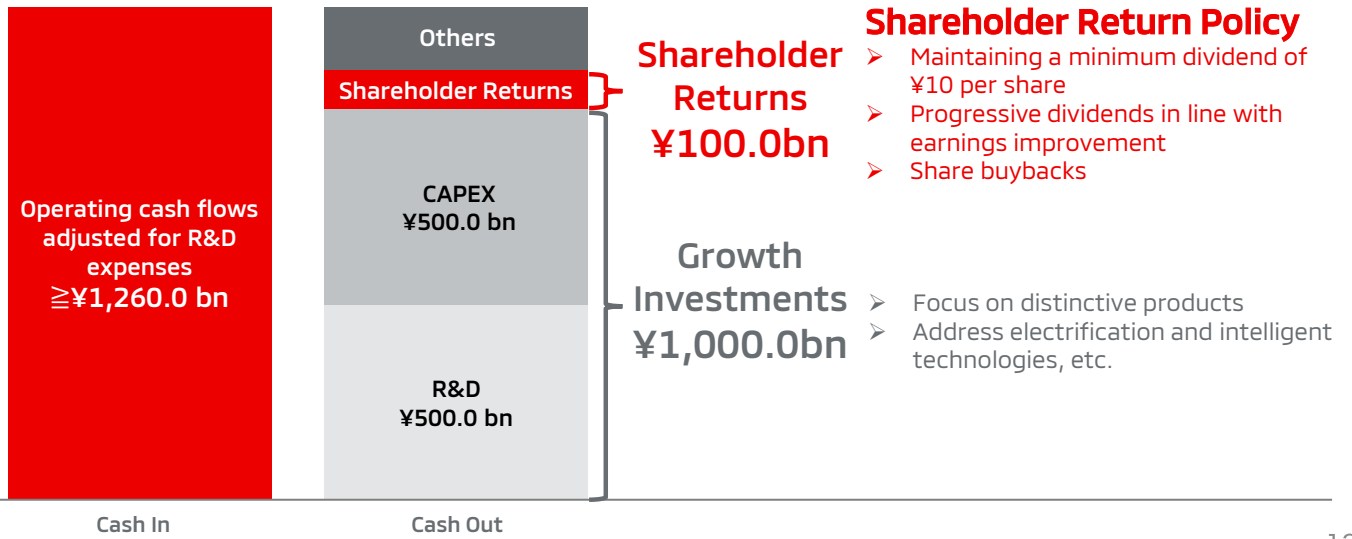 Operating cash flows
adjusted for R&D
expenses
≧¥1,260.0 bn
Cash In
Others
Shareholder Returns
CAPEX
¥500.0 bn
R&D
¥500.0 bn
Cash Out
Shareholder
Returns
¥100.0bn
Growth
Investments
¥1,000.0bn
Shareholder Return Policy
➢ Maintaining a minimum dividend of
¥10 per share
➢ Progressive dividends in line with
earnings improvement
➢ Share buybacks
➢ Focus on distinctive products
➢ Address electrification and intelligent
technologies, etc.